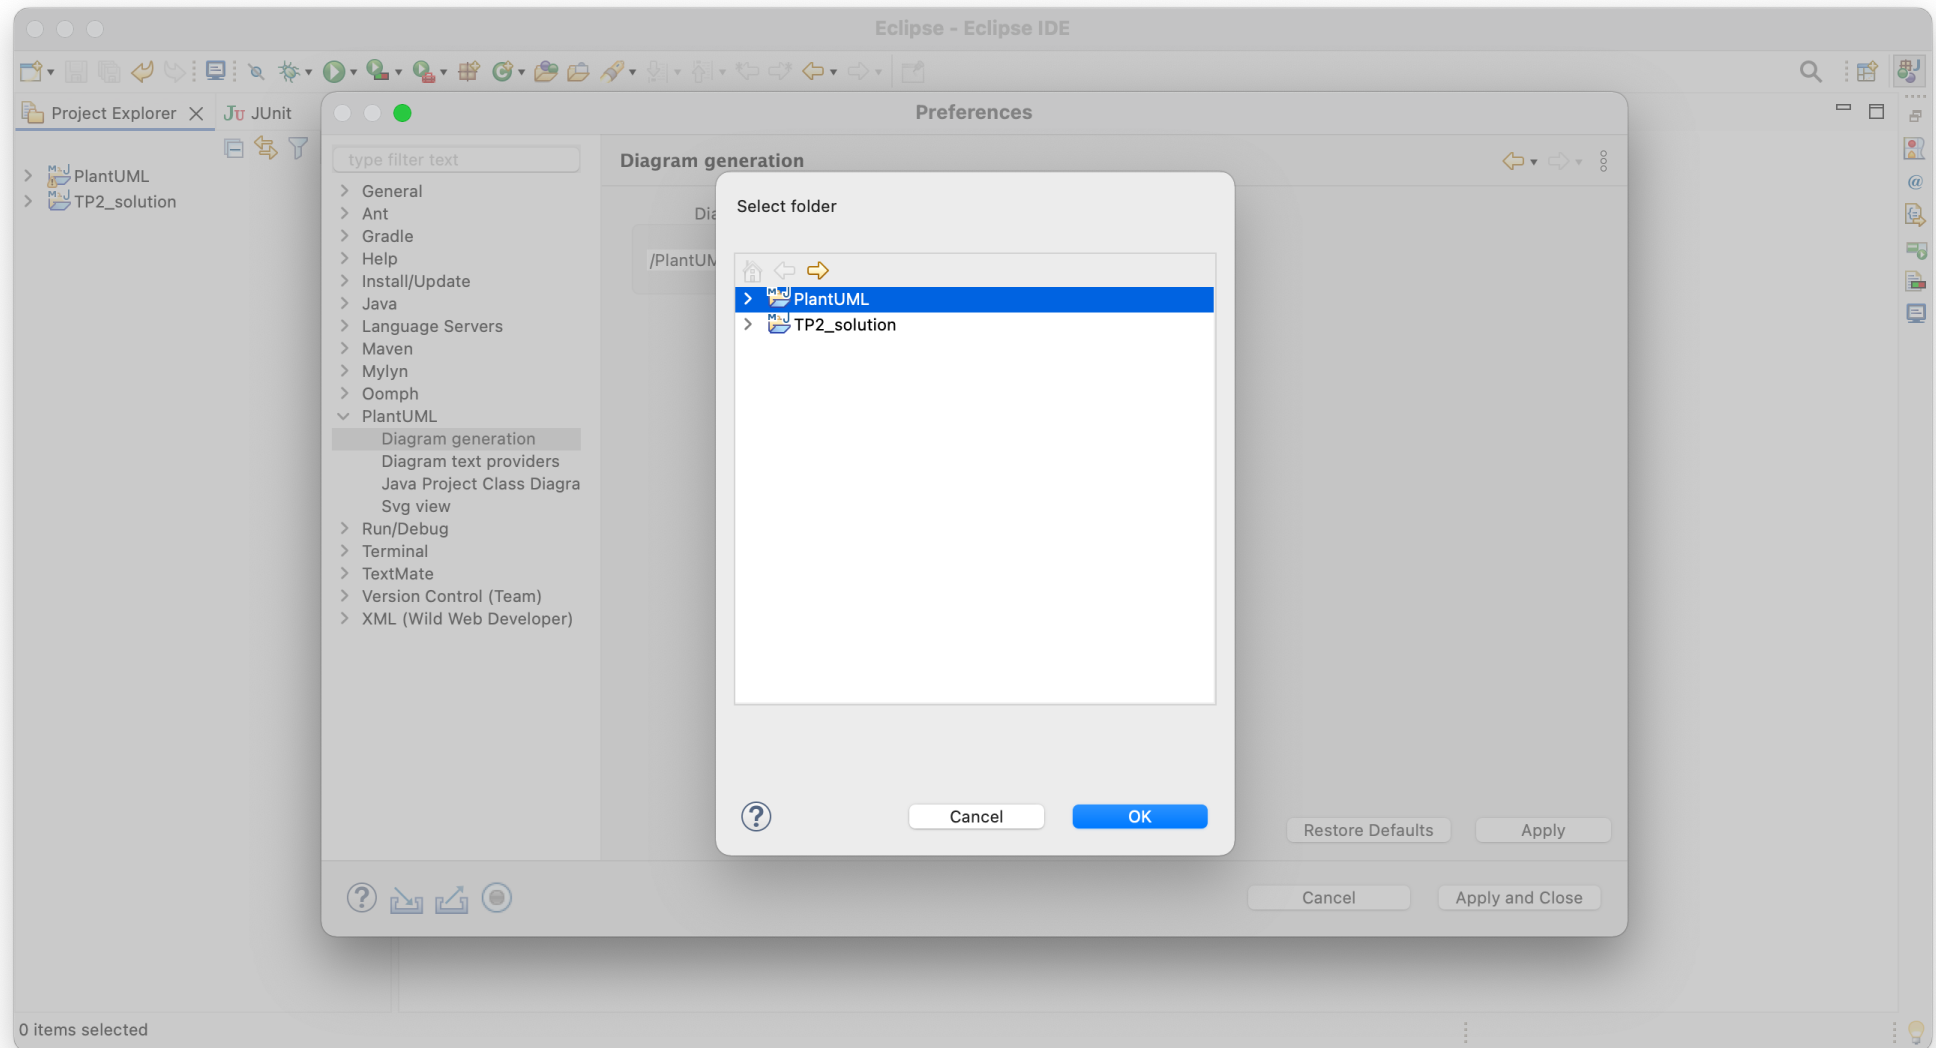 Eclipse - Eclipse IDE
Project Explorer
JUnit
PlantUML
TP2_solution
Preferences
type filter text
General
Ant
Gradle
Help
Install/Update
Java
Language Servers
Maven
Mylyn
Oomph
PlantUML
Diagram generation
Diagram text providers
Java Project Class Diagra
Svg view
Run/Debug
Terminal
TextMate
Version Control (Team)
XML (Wild Web Developer)
Diagram generation
Dia
/PlantUM
Select folder
PlantUML
TP2_solution
Cancel
OK
Restore Defaults
Apply
Cancel
Apply and Close
0 items selected